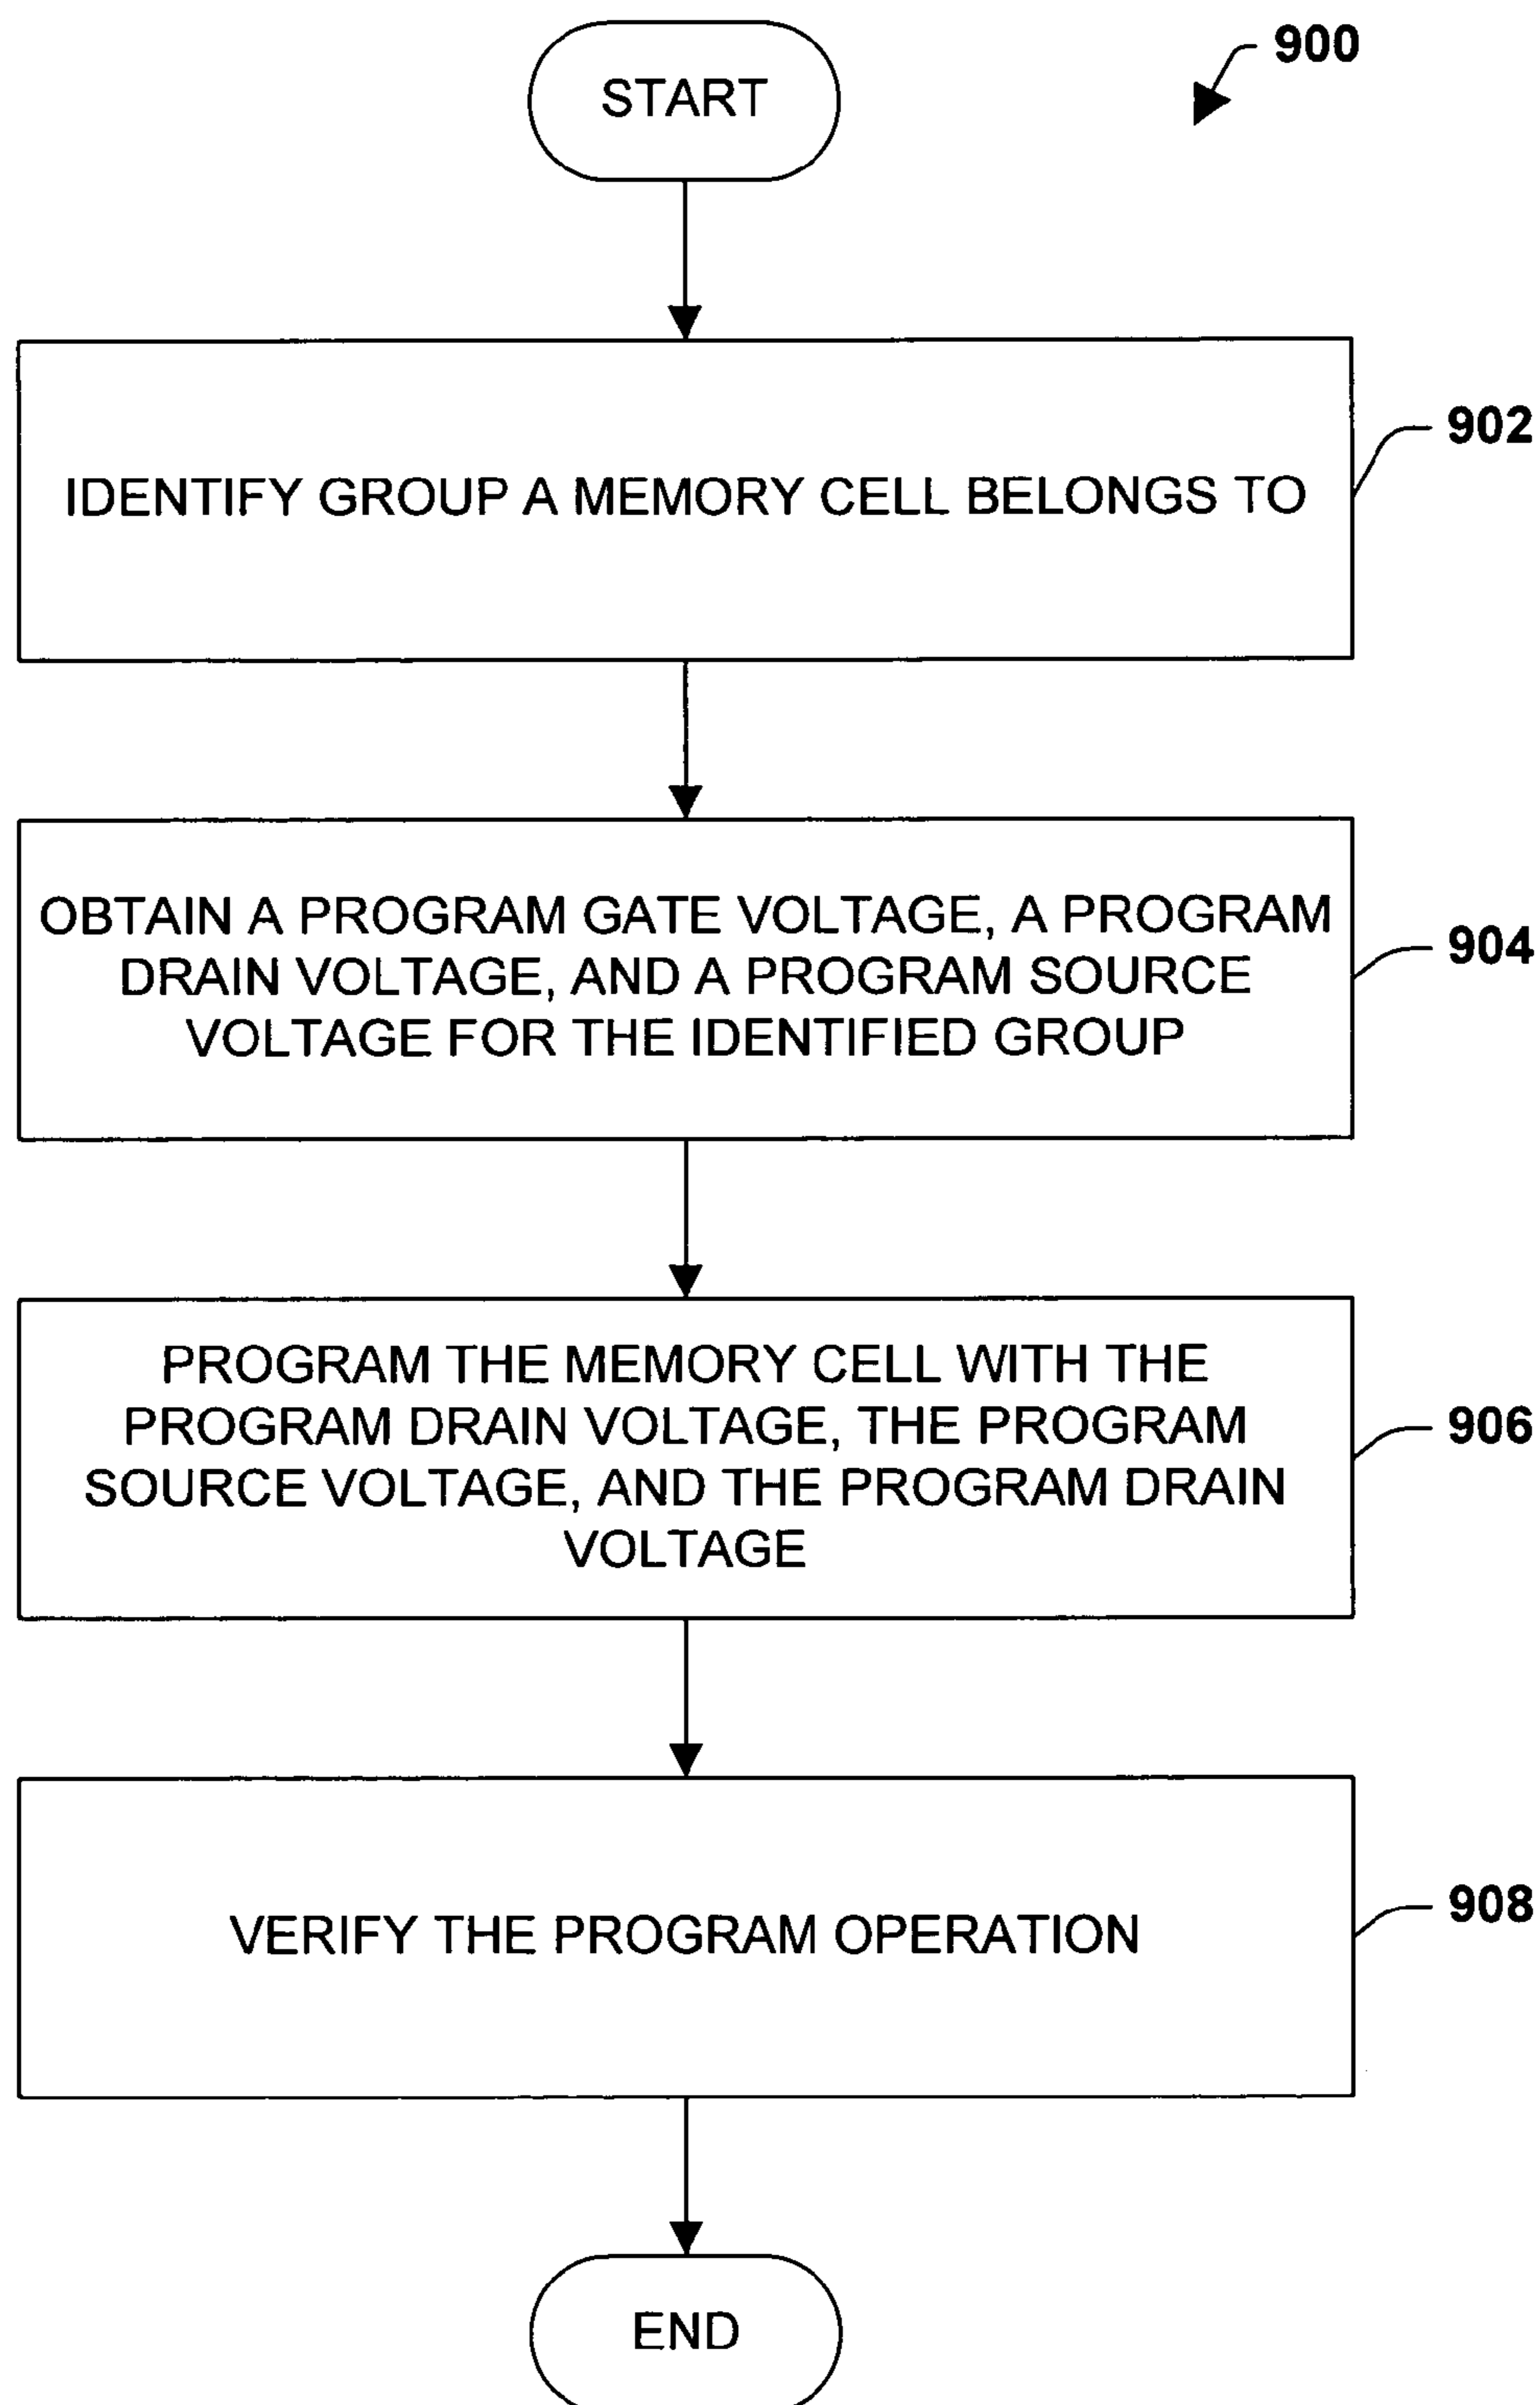 START
900
IDENTIFY GROUP A MEMORY CELL BELONGS TO
902
OBTAIN A PROGRAM GATE VOLTAGE, A PROGRAM
DRAIN VOLTAGE, AND A PROGRAM SOURCE
VOLTAGE FOR THE IDENTIFIED GROUP
904
PROGRAM THE MEMORY CELL WITH THE
PROGRAM DRAIN VOLTAGE, THE PROGRAM
SOURCE VOLTAGE, AND THE PROGRAM DRAIN
VOLTAGE
906
VERIFY THE PROGRAM OPERATION
908
END